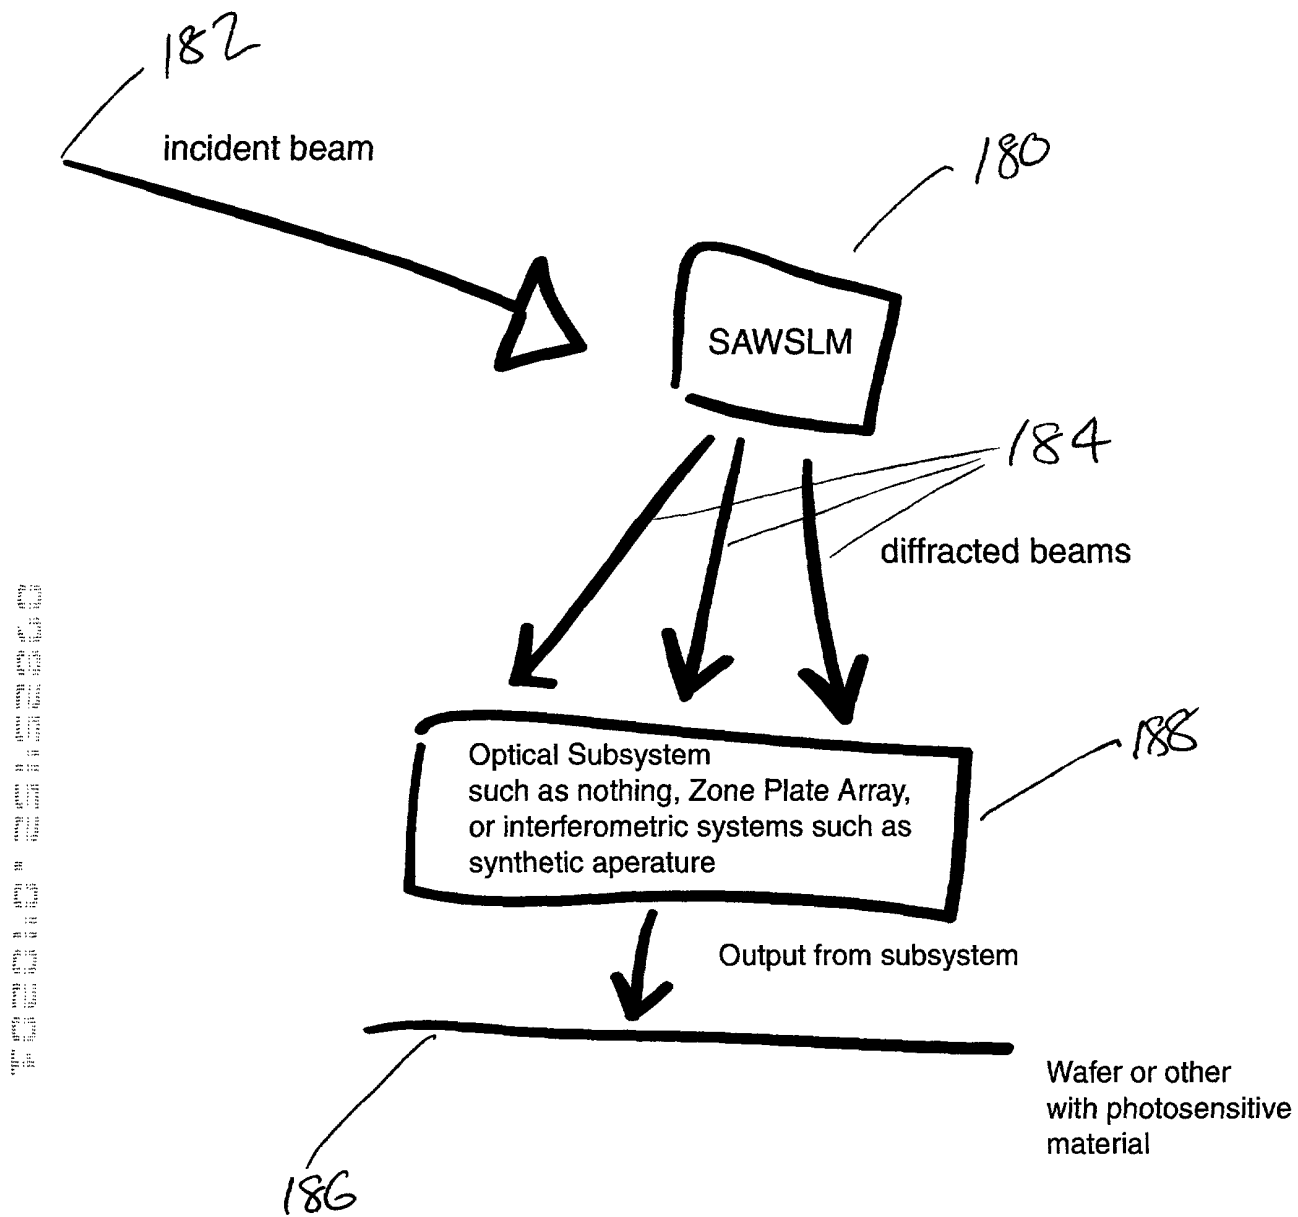 182
incident beam
180
SAWSLM
184
diffracted beams
188
Optical Subsystem
such as nothing, Zone Plate Array,
or interferometric systems such as
synthetic aperature
Output from subsystem
Wafer or other
with photosensitive
material
186